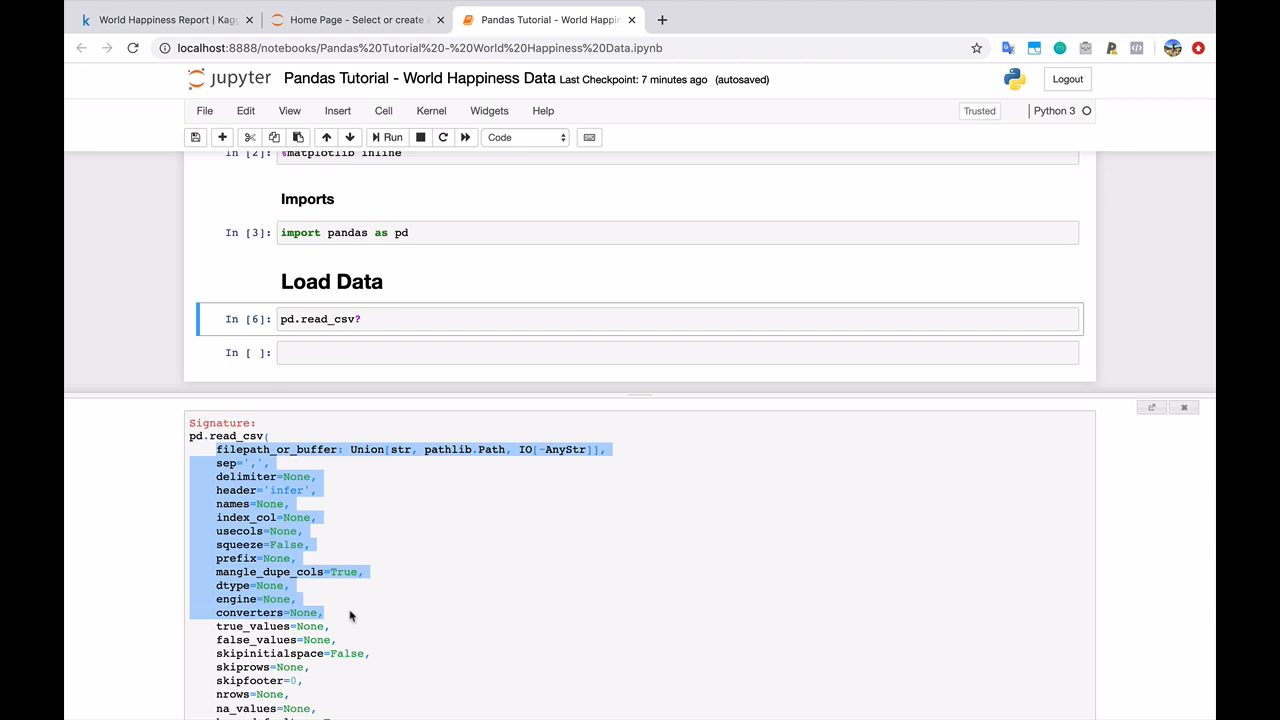 World Happiness Report | Kagg
Home Page - Select or create a
Pandas Tutorial - World Happin
localhost:8888/notebooks/Pandas%20Tutorial%20-%20World%20Happiness%20Data.ipynb
jupyter Pandas Tutorial - World Happiness Data Last Checkpoint: 7 minutes ago (autosaved)
Logout
File Edit View Insert Cell Kernel Widgets Help
Trusted
Python 3
Run
Code
In [2]: %matplotlib inline
Imports
In [3]: import pandas as pd
Load Data
In [6]: pd.read_csv?
In [ ]:
Signature:
pd.read_csv(
filepath_or_buffer: Union[str, pathlib.Path, IO[~AnyStr]],
sep=',',
delimiter=None,
header='infer',
names=None,
index_col=None,
usecols=None,
squeeze=False,
prefix=None,
mangle_dupe_cols=True,
dtype=None,
engine=None,
converters=None,
true_values=None,
false_values=None,
skipinitialspace=False,
skiprows=None,
skipfooter=0,
nrows=None,
na_values=None,